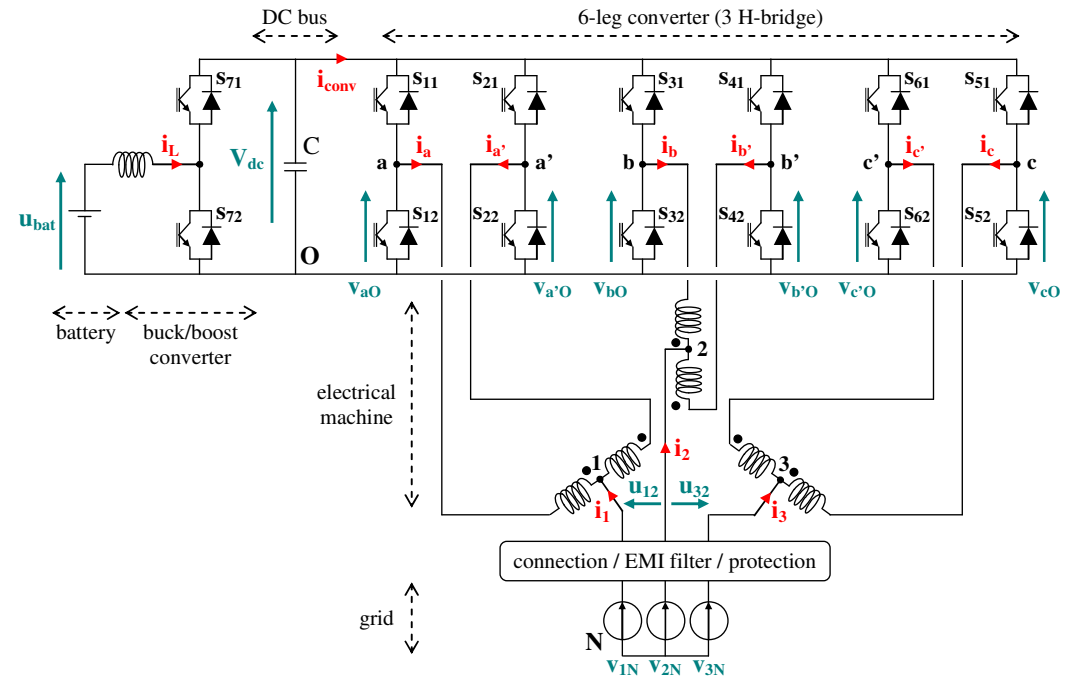 DC bus
6-leg converter (3 H-bridge)
s71
iconv
s11
s21
s31
s41
s61
s51
iL
Vdc
C
a
ia
ia'
a'
b
ib
ib'
b'
c'
ic'
ic
c
ubat
s72
O
s12
s22
s32
s42
s62
s52
vaO
va'O
vbO
vb'O
vc'O
vcO
battery
buck/boost
converter
2
electrical
machine
1
i2
3
u12
u32
i1
i3
connection / EMI filter / protection
grid
N
v1N
v2N
v3N